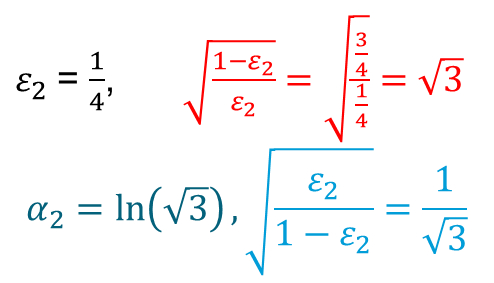 ε₂ = 1/4, √((1−ε₂)/ε₂) = √((3/4)/(1/4)) = √3
α₂ = ln(√3), √(ε₂/(1 − ε₂)) = 1/√3